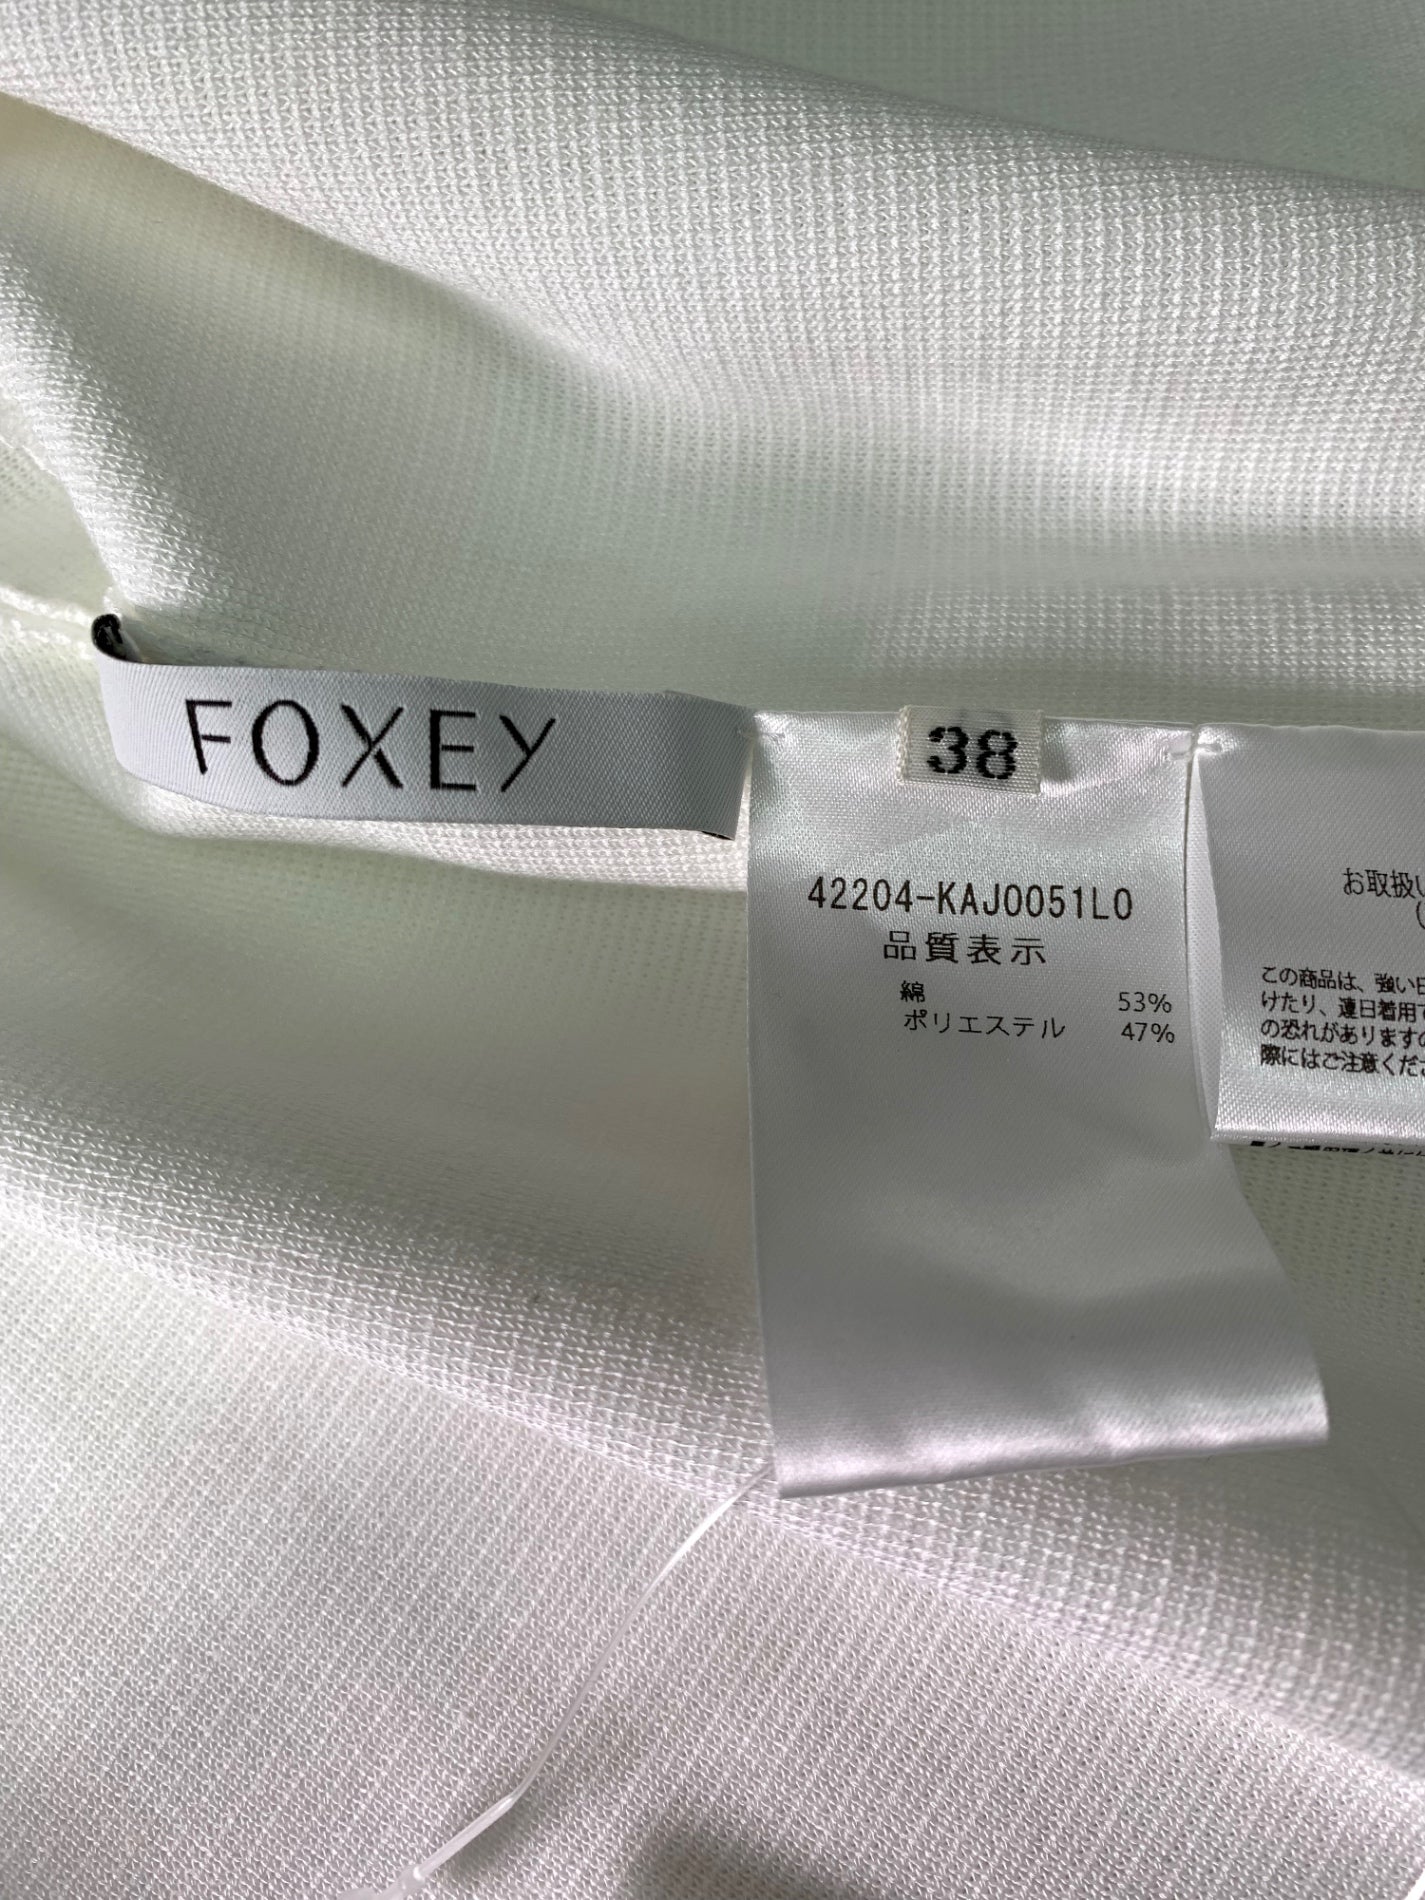 FOXEY
38
42204-KAJ0051L0
品質表示
綿 53%
ポリエステル 47%
お取扱い
この商品は、強い日
けたり、連日着用で
の恐れがありますの
際にはご注意くださ